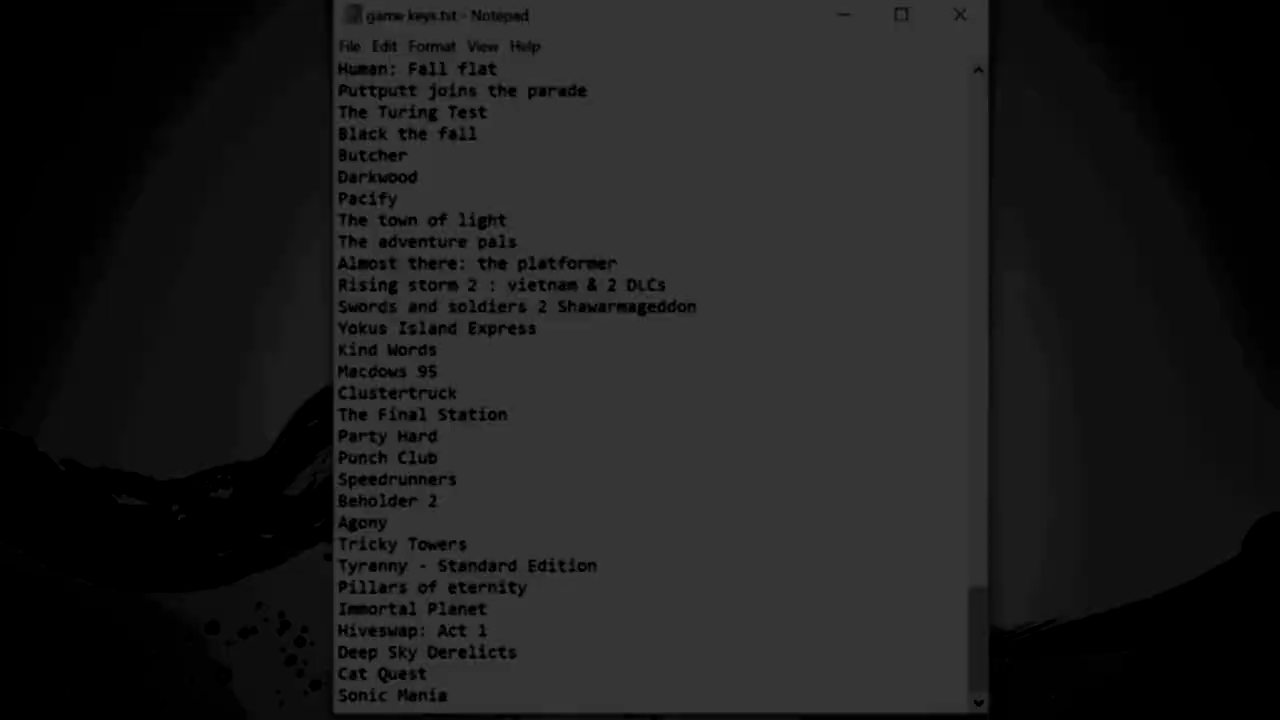 game keys.txt - Notepad
File Edit Format View Help
Human: Fall flat
Puttputt joins the parade
The Turing Test
Black the fall
Butcher
Darkwood
Pacify
The town of light
The adventure pals
Almost there: the platformer
Rising storm 2 : vietnam & 2 DLCs
Swords and soldiers 2 Shawarmageddon
Yokus Island Express
Kind Words
Macdows 95
Clustertruck
The Final Station
Party Hard
Punch Club
Speedrunners
Beholder 2
Agony
Tricky Towers
Tyranny - Standard Edition
Pillars of eternity
Immortal Planet
Hiveswap: Act 1
Deep Sky Derelicts
Cat Quest
Sonic Mania